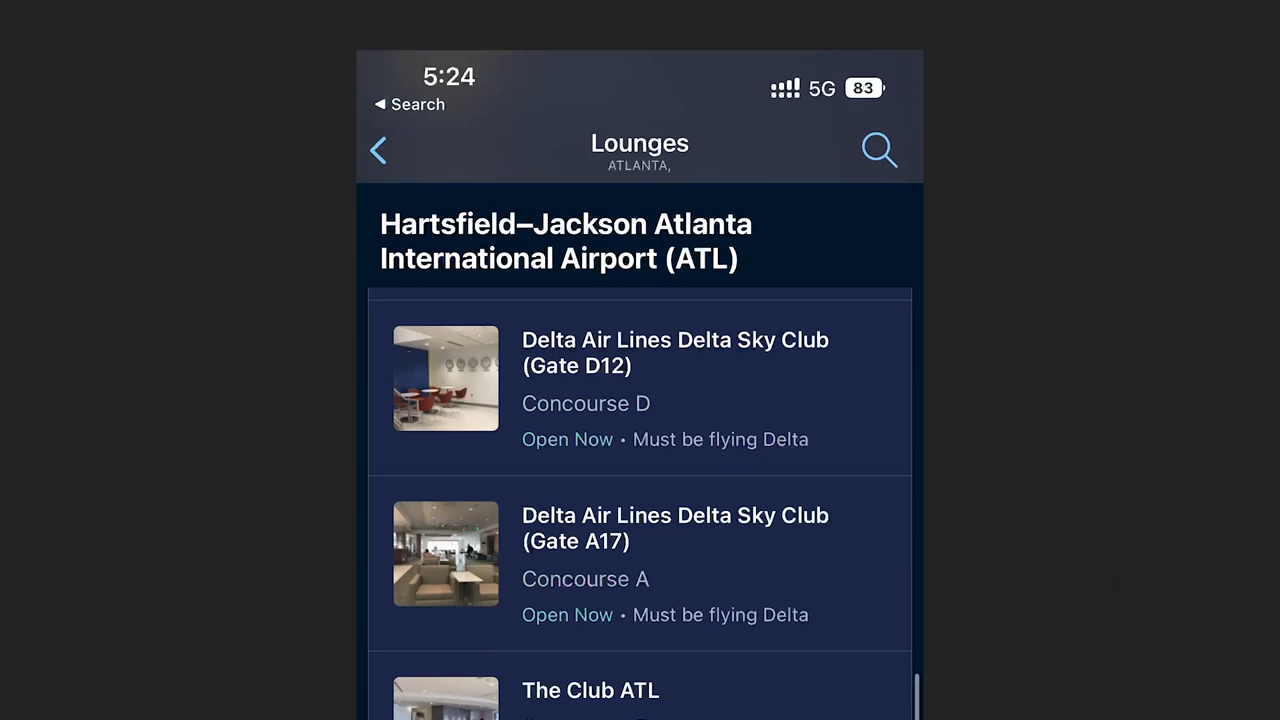 5:24
5G
83
◀ Search
Lounges
ATLANTA,
Hartsfield–Jackson Atlanta
International Airport (ATL)
Delta Air Lines Delta Sky Club
(Gate D12)
Concourse D
Open Now • Must be flying Delta
Delta Air Lines Delta Sky Club
(Gate A17)
Concourse A
Open Now • Must be flying Delta
The Club ATL